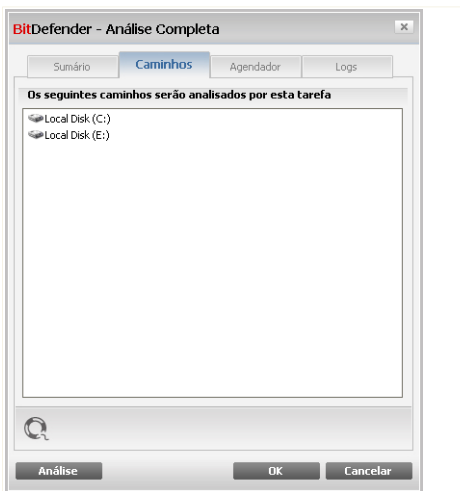 BitDefender - Análise Completa
Sumário Caminhos Agendador Logs
Os seguintes caminhos serão analisados por esta tarefa
Local Disk (C:)
Local Disk (E:)
Análise OK Cancelar